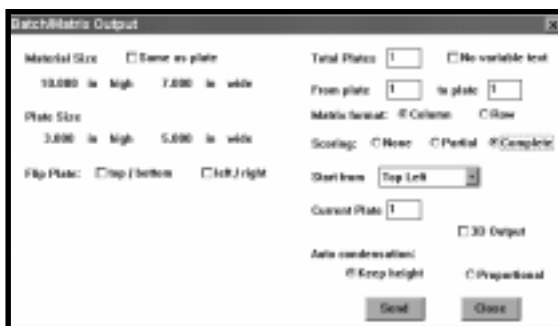 Batch/Matrix Output
Material Size Same as plate
10.000 in high 7.000 in wide
Plate Size
3.000 in high 5.000 in wide
Flip Plate: top / bottom left / right
Total Plates 1 No variable text
From plate 1 to plate 1
Matrix format: Column Row
Scoring: None Partial Complete
Start from Top Left
Current Plate 1
3D Output
Auto condensation:
Keep height Proportional
Send Close